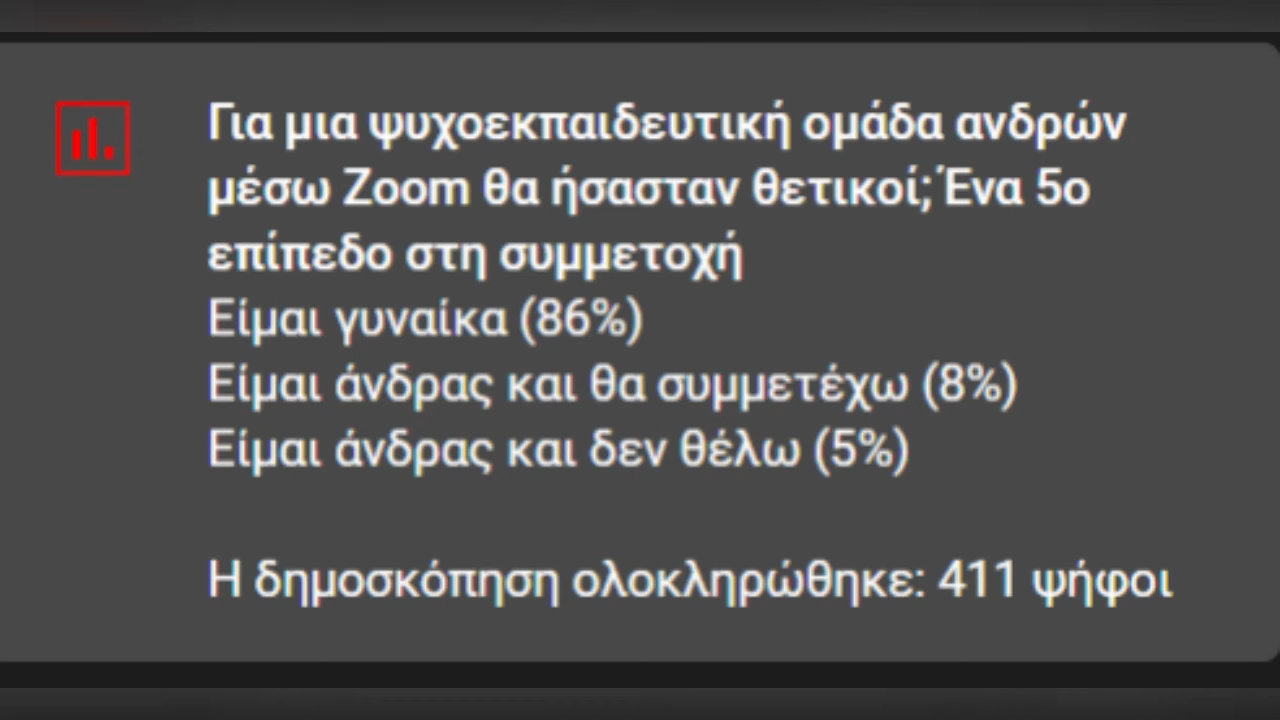 Για μια ψυχοεκπαιδευτική ομάδα ανδρών
μέσω Zoom θα ήσασταν θετικοί; Ένα 5ο
επίπεδο στη συμμετοχή
Είμαι γυναίκα (86%)
Είμαι άνδρας και θα συμμετέχω (8%)
Είμαι άνδρας και δεν θέλω (5%)
Η δημοσκόπηση ολοκληρώθηκε: 411 ψήφοι